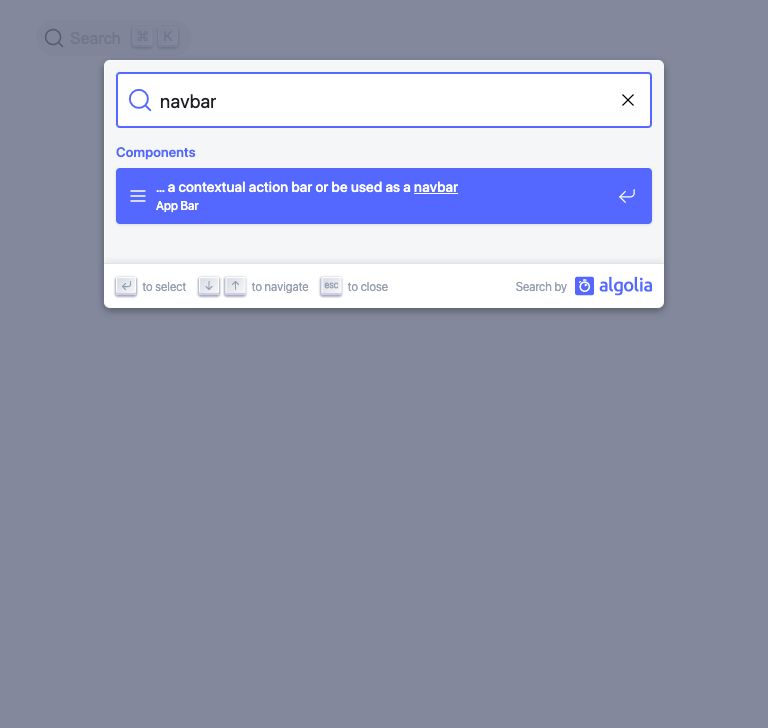 Search ⌘ K
navbar
Components
... a contextual action bar or be used as a navbar
App Bar
to select to navigate esc to close Search by algolia